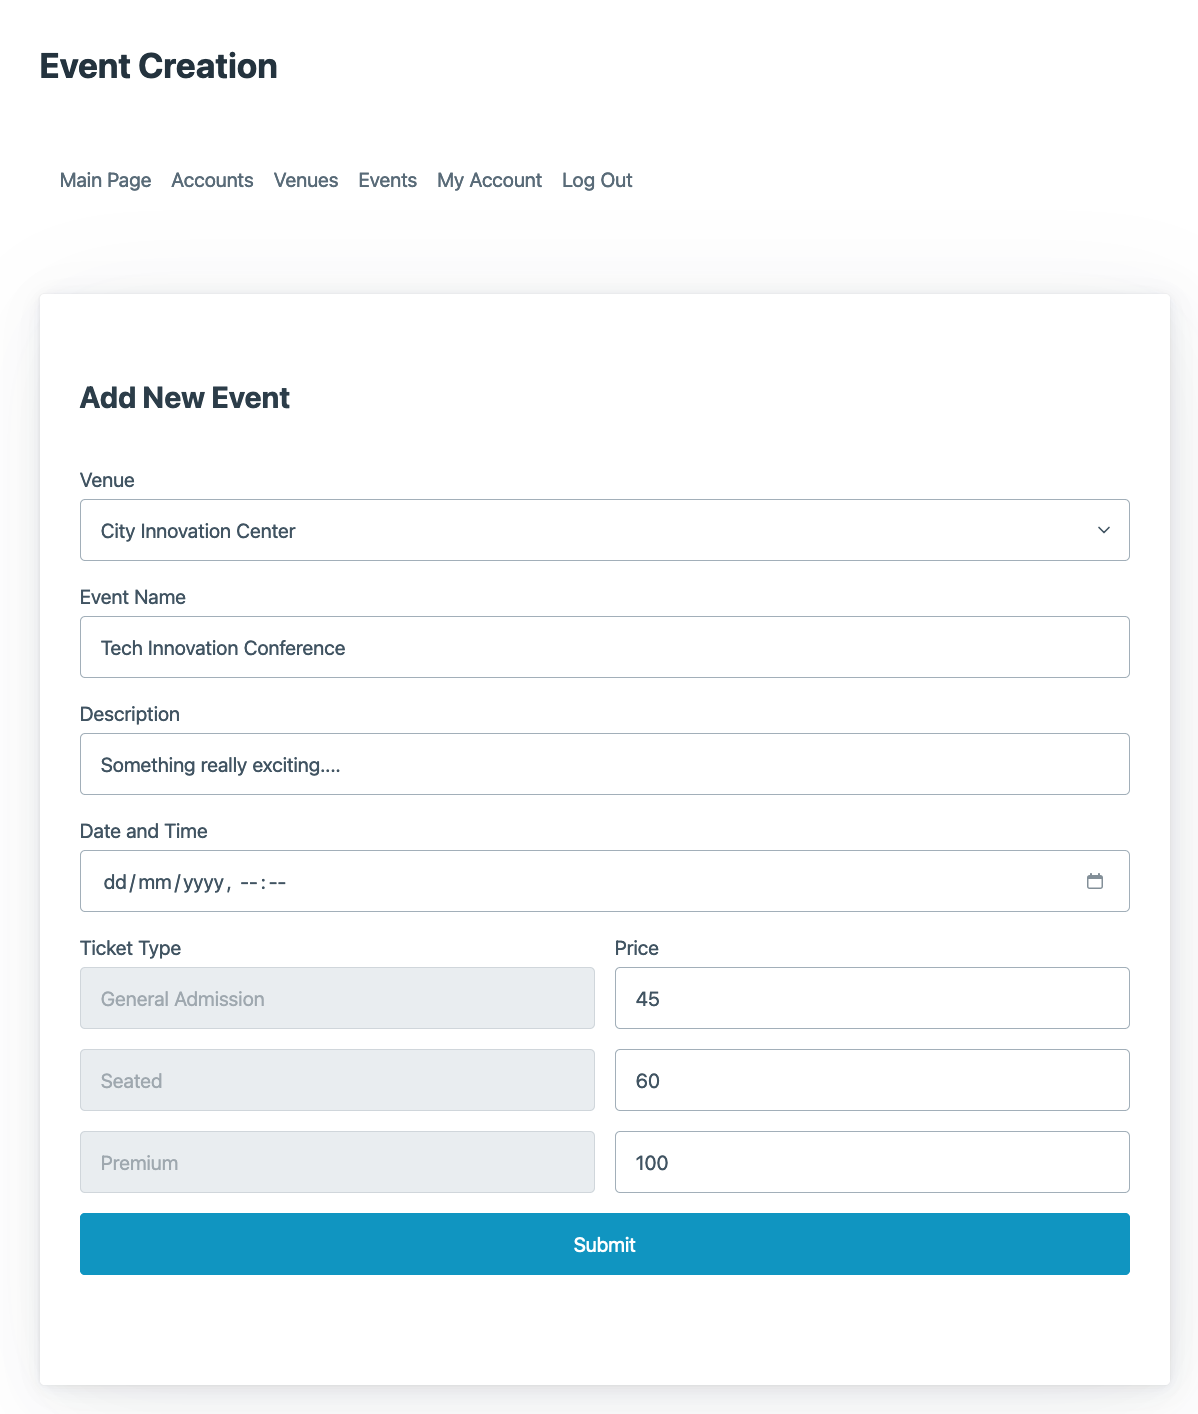 Event Creation
Main Page Accounts Venues Events My Account Log Out
Add New Event
Venue
City Innovation Center
Event Name
Tech Innovation Conference
Description
Something really exciting....
Date and Time
dd/mm/yyyy, --:--
Ticket Type Price
General Admission 45
Seated 60
Premium 100
Submit